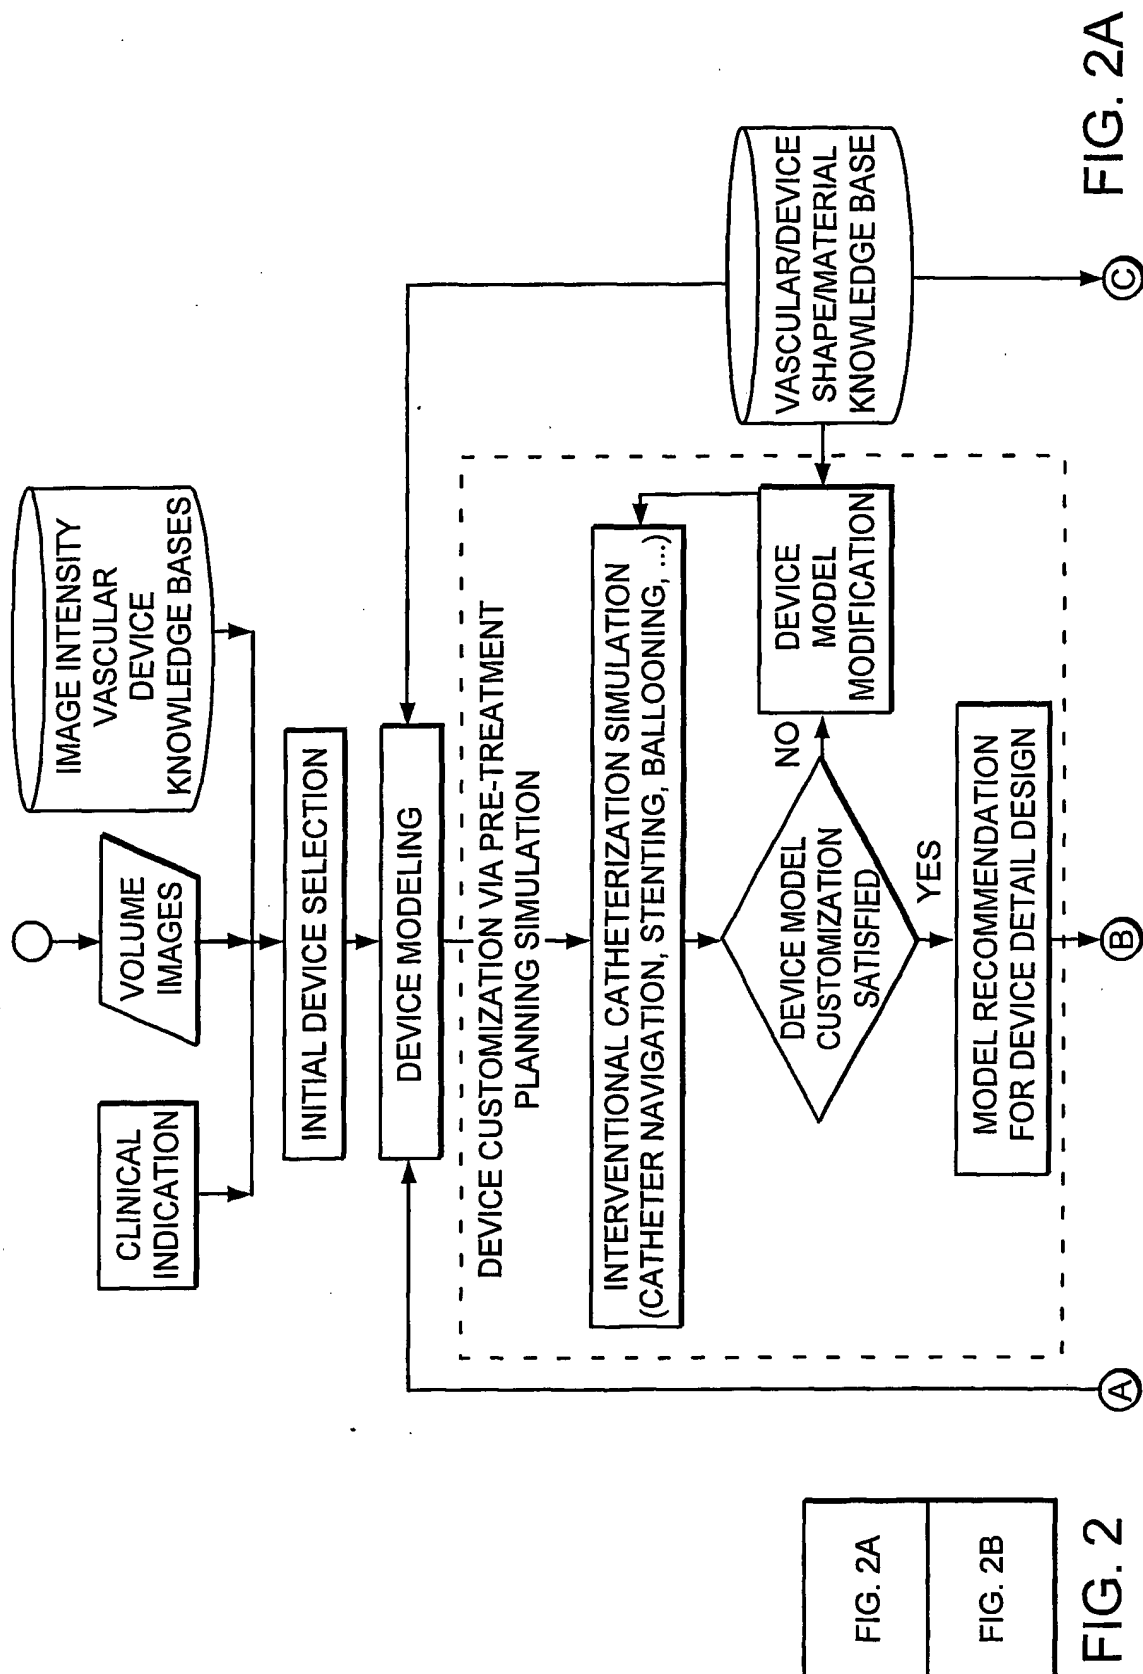 CLINICAL
INDICATION
VOLUME
IMAGES
IMAGE INTENSITY
VASCULAR
DEVICE
KNOWLEDGE BASES
INITIAL DEVICE SELECTION
DEVICE MODELING
DEVICE CUSTOMIZATION VIA PRE-TREATMENT
PLANNING SIMULATION
INTERVENTIONAL CATHETERIZATION SIMULATION
(CATHETER NAVIGATION, STENTING, BALLOONING, ...)
DEVICE MODEL
CUSTOMIZATION
SATISFIED
NO
YES
DEVICE
MODEL
MODIFICATION
VASCULAR/DEVICE
SHAPE/MATERIAL
KNOWLEDGE BASE
MODEL RECOMMENDATION
FOR DEVICE DETAIL DESIGN
A
B
C
FIG. 2A
FIG. 2A
FIG. 2B
FIG. 2